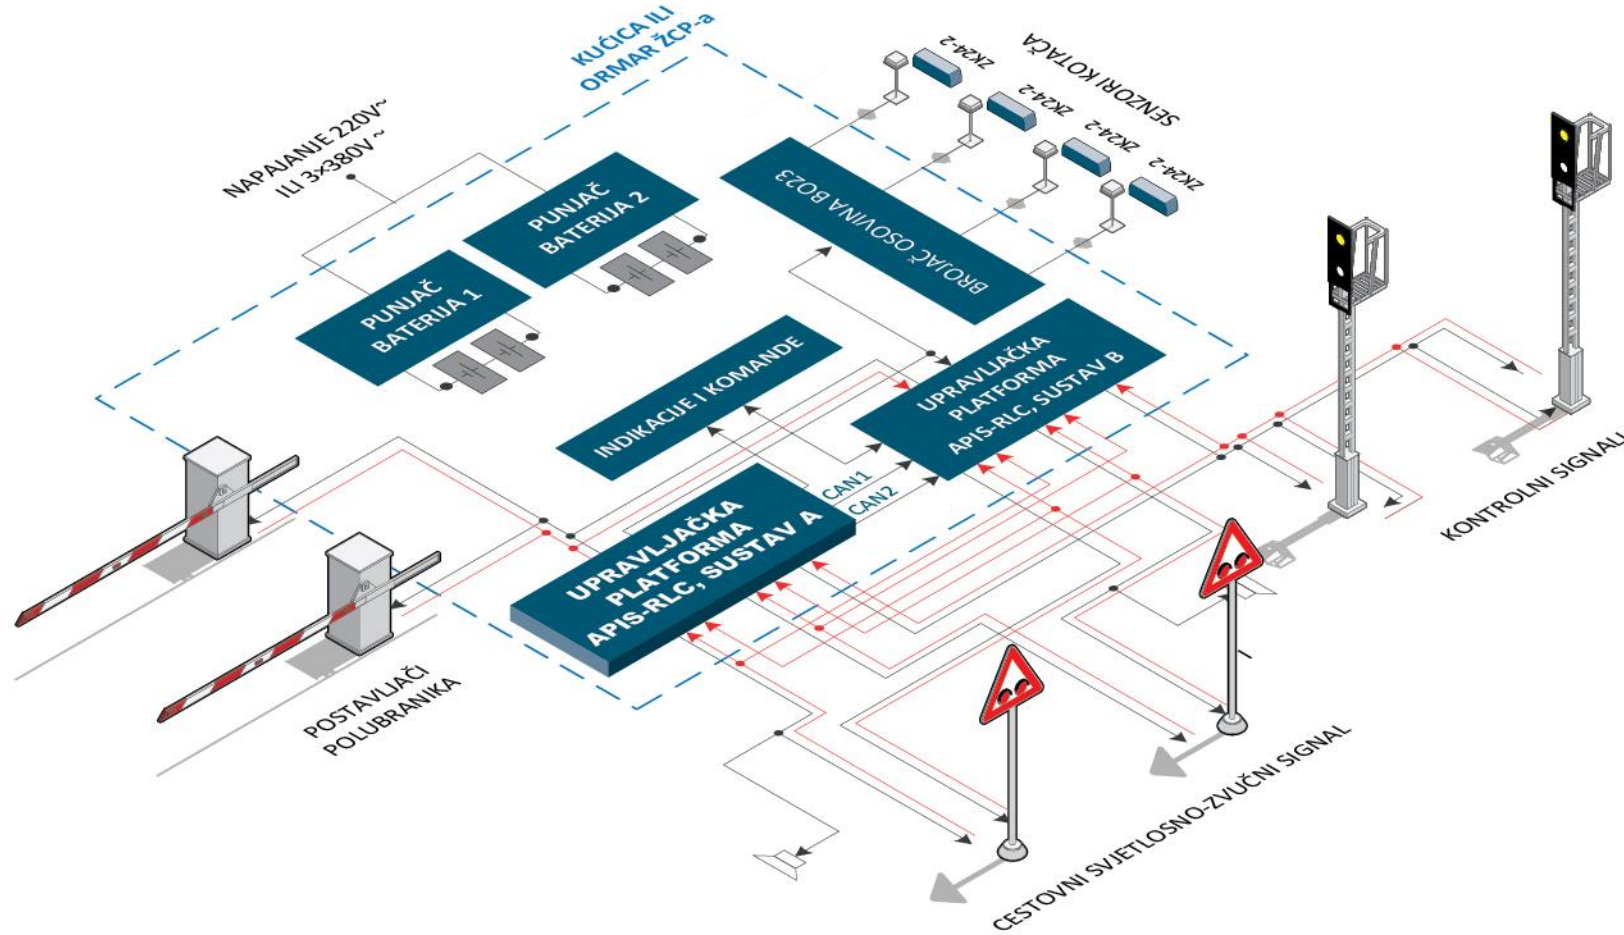 KUĆICA ILI
ORMAR ŽCP-a
NAPAJANJE 220V~
ILI 3×380V ~
PUNJAČ
BATERIJA 2
PUNJAČ
BATERIJA 1
BROJAČ OSOVINA BO23
ZK24-2
ZK24-2
ZK24-2
ZK24-2
SENZORI KOTAČA
INDIKACIJE I KOMANDE
UPRAVLJAČKA
PLATFORMA
APIS-RLC, SUSTAV B
CAN1
CAN2
UPRAVLJAČKA
PLATFORMA
APIS-RLC, SUSTAV A
KONTROLNI SIGNALI
POSTAVLJAČI
POLUBRANIKA
CESTOVNI SVJETLOSNO-ZVUČNI SIGNAL